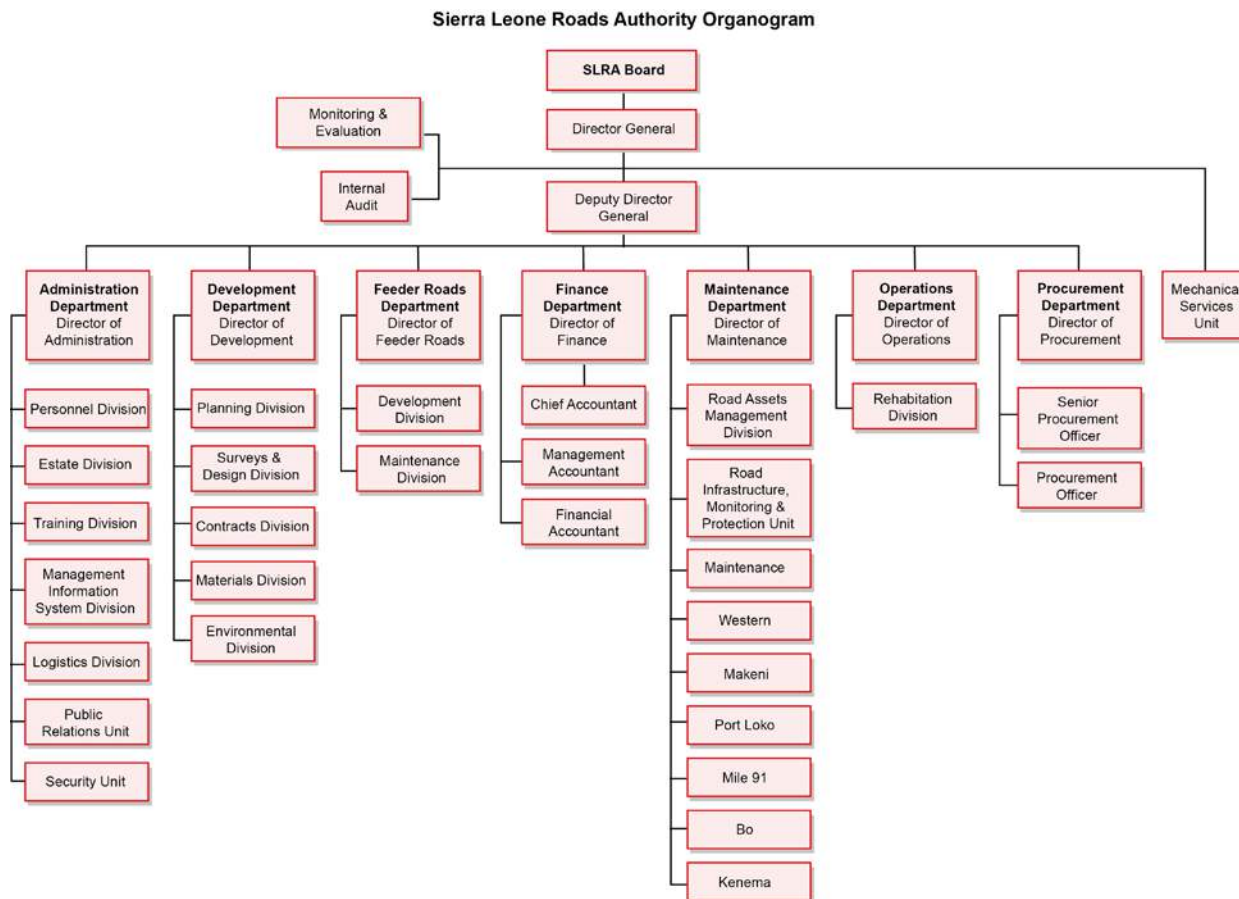 Sierra Leone Roads Authority Organogram
SLRA Board
Monitoring &
Evaluation
Director General
Internal
Audit
Deputy Director
General
Administration
Department
Director of
Administration
Personnel Division
Estate Division
Training Division
Management
Information
System Division
Logistics Division
Public
Relations Unit
Security Unit
Development
Department
Director of
Development
Planning Division
Surveys &
Design Division
Contracts Division
Materials Division
Environmental
Division
Feeder Roads
Department
Director of
Feeder Roads
Development
Division
Maintenance
Division
Finance
Department
Director of
Finance
Chief Accountant
Management
Accountant
Financial
Accountant
Maintenance
Department
Director of
Maintenance
Road Assets
Management
Division
Road
Infrastructure,
Monitoring &
Protection Unit
Maintenance
Western
Makeni
Port Loko
Mile 91
Bo
Kenema
Operations
Department
Director of
Operations
Rehabitation
Division
Procurement
Department
Director of
Procurement
Senior
Procurement
Officer
Procurement
Officer
Mechanical
Services
Unit